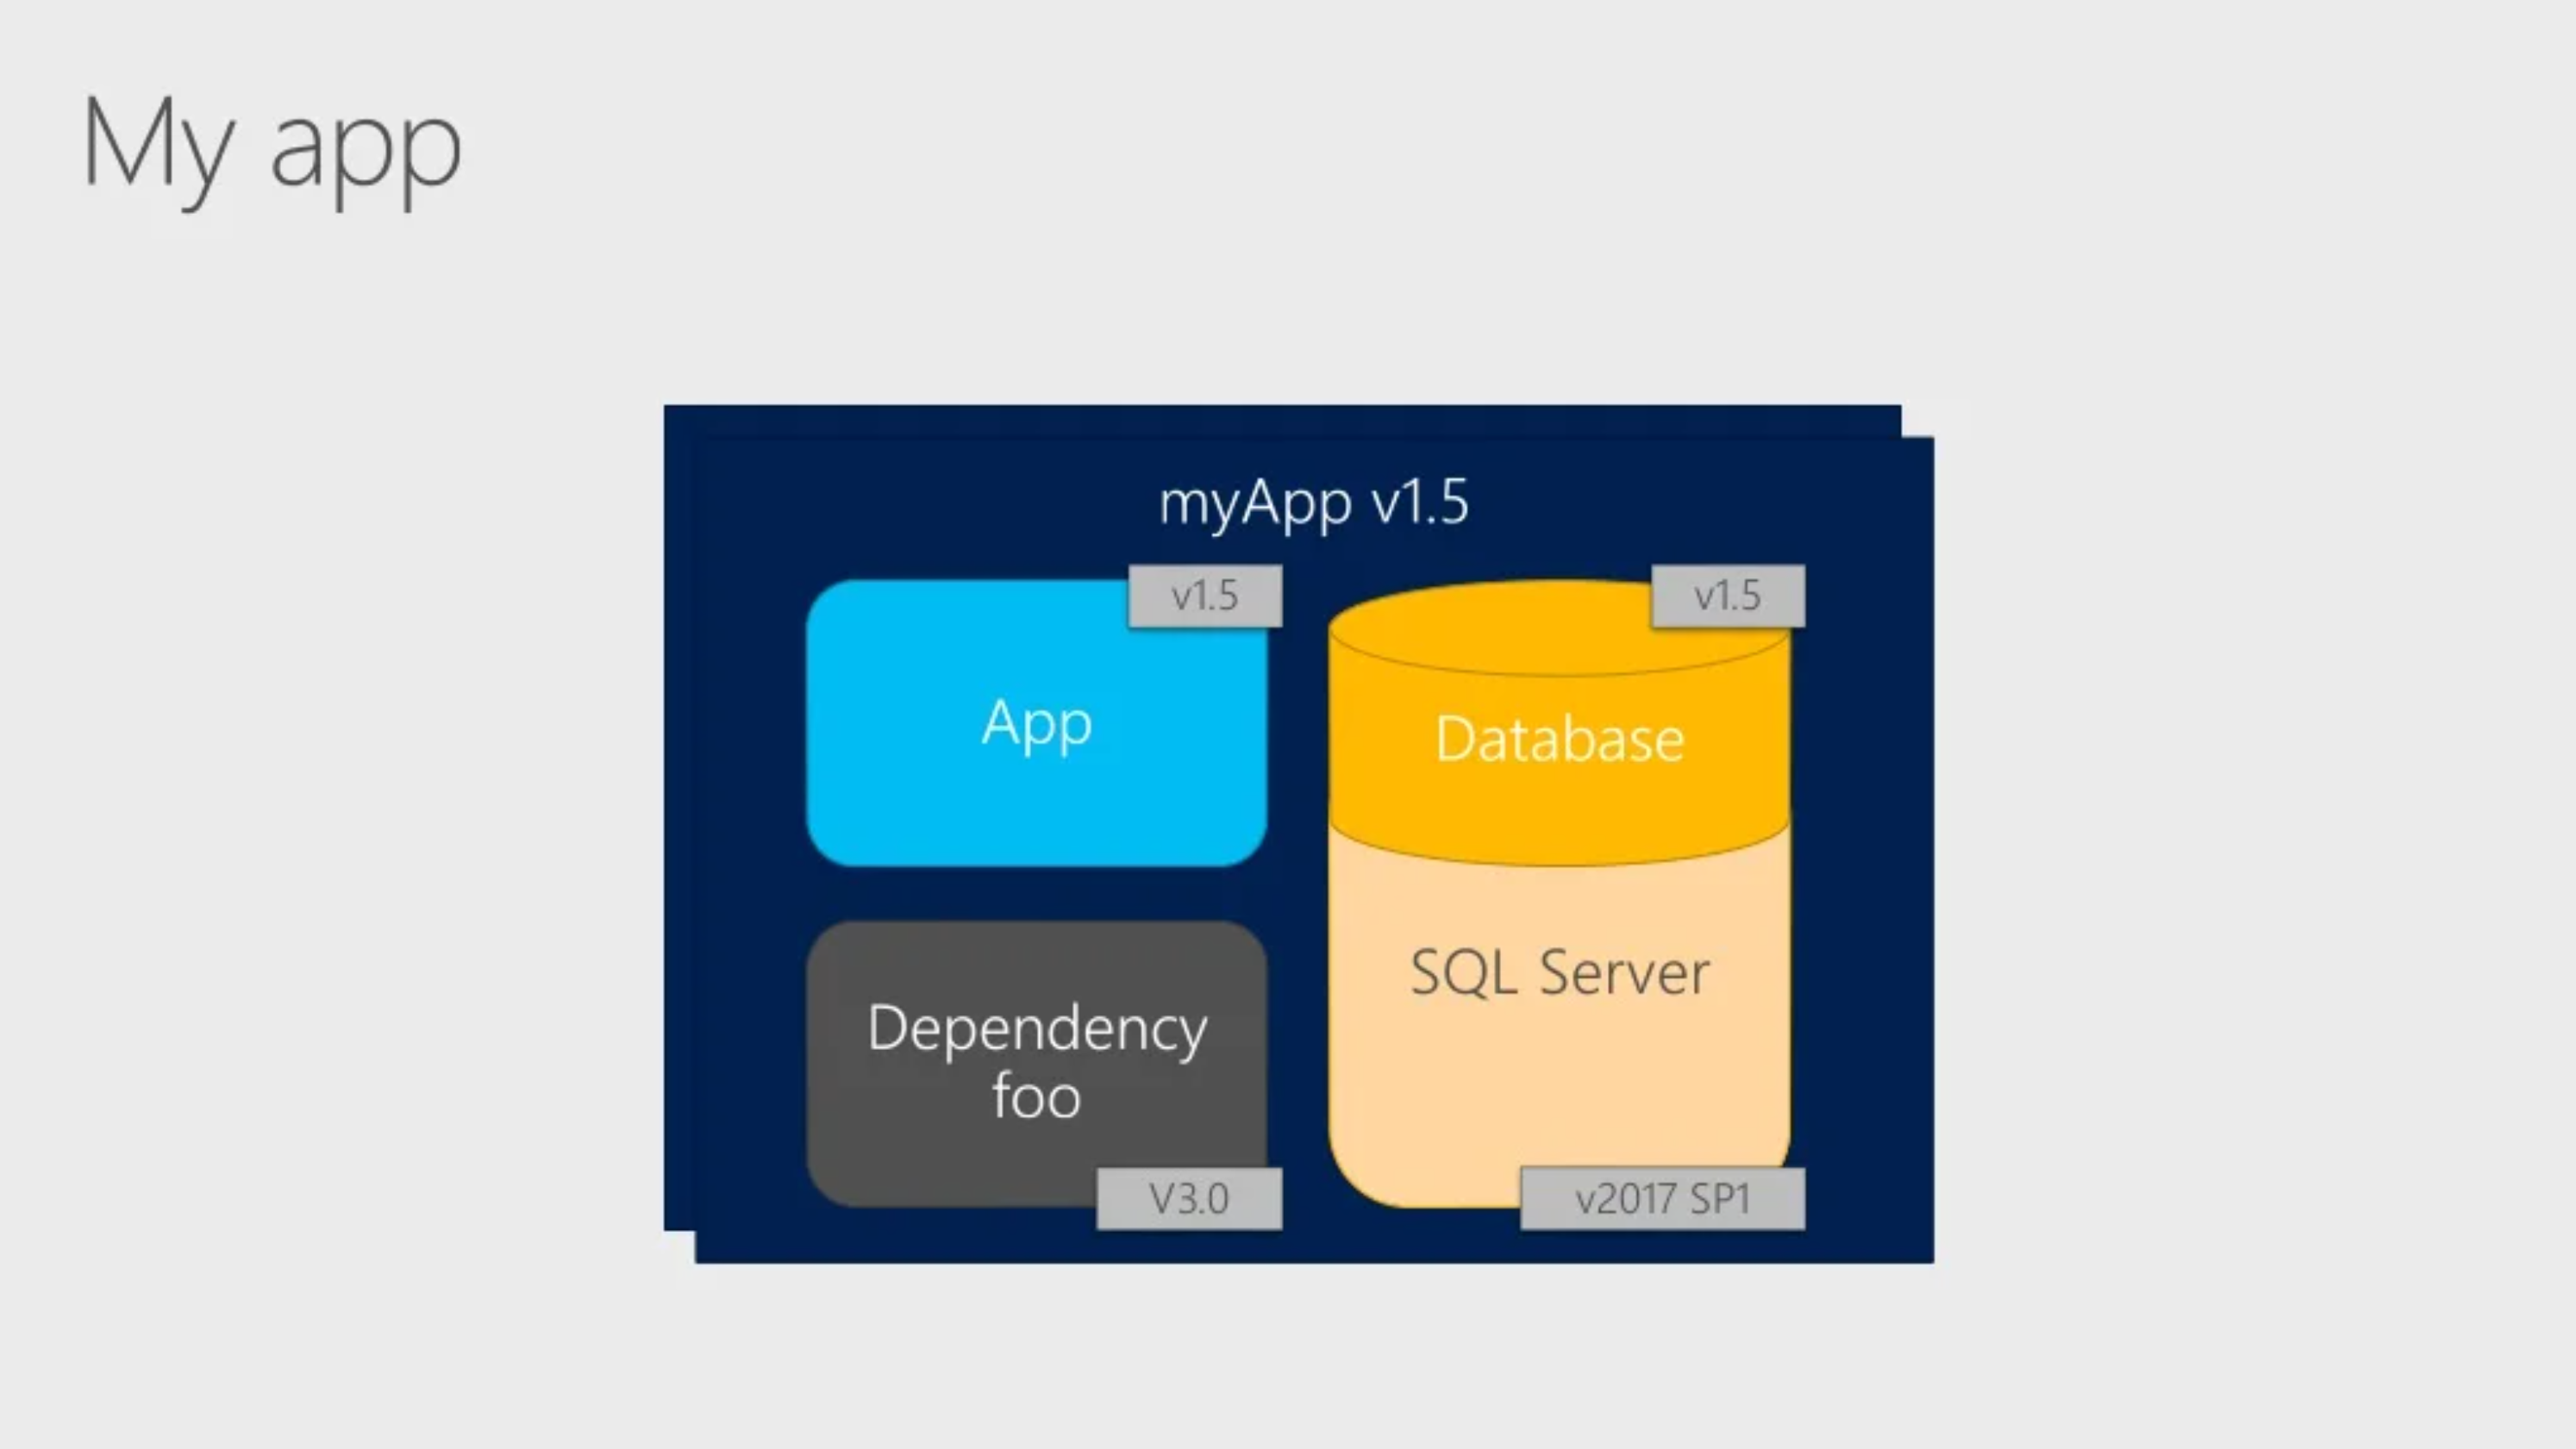 My app
myApp v1.5
v1.5
App
v1.5
Database
Dependency
foo
V3.0
SQL Server
v2017 SP1